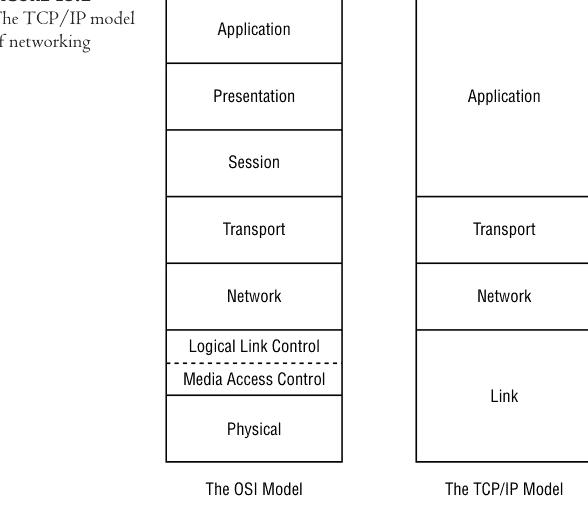 The TCP/IP model
of networking
Application
Presentation
Session
Transport
Network
Logical Link Control
Media Access Control
Physical
The OSI Model
Application
Transport
Network
Link
The TCP/IP Model